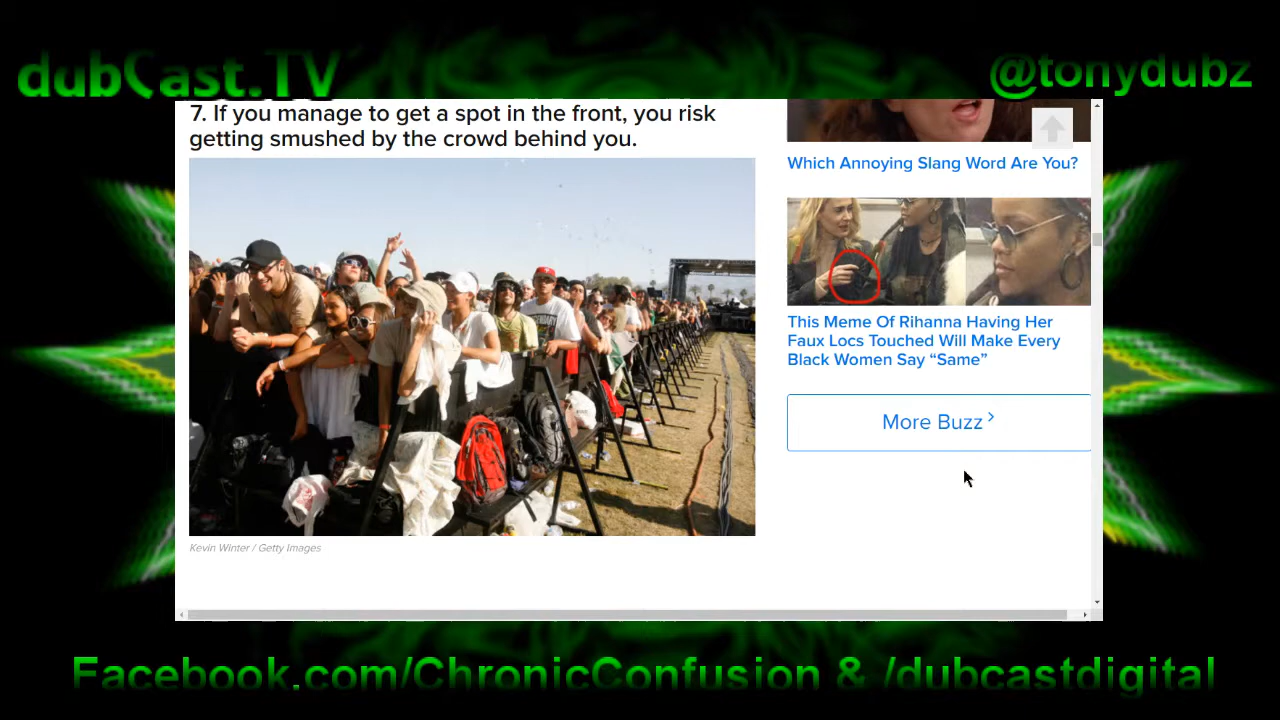 dubCast.TV
@tonydubz
7. If you manage to get a spot in the front, you risk
getting smushed by the crowd behind you.
Kevin Winter / Getty Images
Which Annoying Slang Word Are You?
This Meme Of Rihanna Having Her
Faux Locs Touched Will Make Every
Black Women Say “Same”
More Buzz
Facebook.com/ChronicConfusion & /dubcastdigital